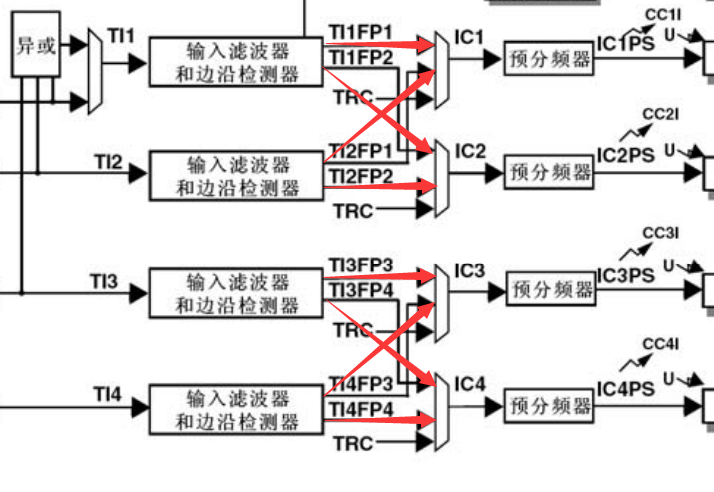 异或
TI1
输入滤波器
和边沿检测器
TI1FP1
TI1FP2
TRC
IC1
预分频器
IC1PS
CC1I
U
TI2
输入滤波器
和边沿检测器
TI2FP1
TI2FP2
TRC
IC2
预分频器
IC2PS
CC2I
U
TI3
输入滤波器
和边沿检测器
TI3FP3
TI3FP4
TRC
IC3
预分频器
IC3PS
CC3I
U
TI4
输入滤波器
和边沿检测器
TI4FP3
TI4FP4
TRC
IC4
预分频器
IC4PS
CC4I
U